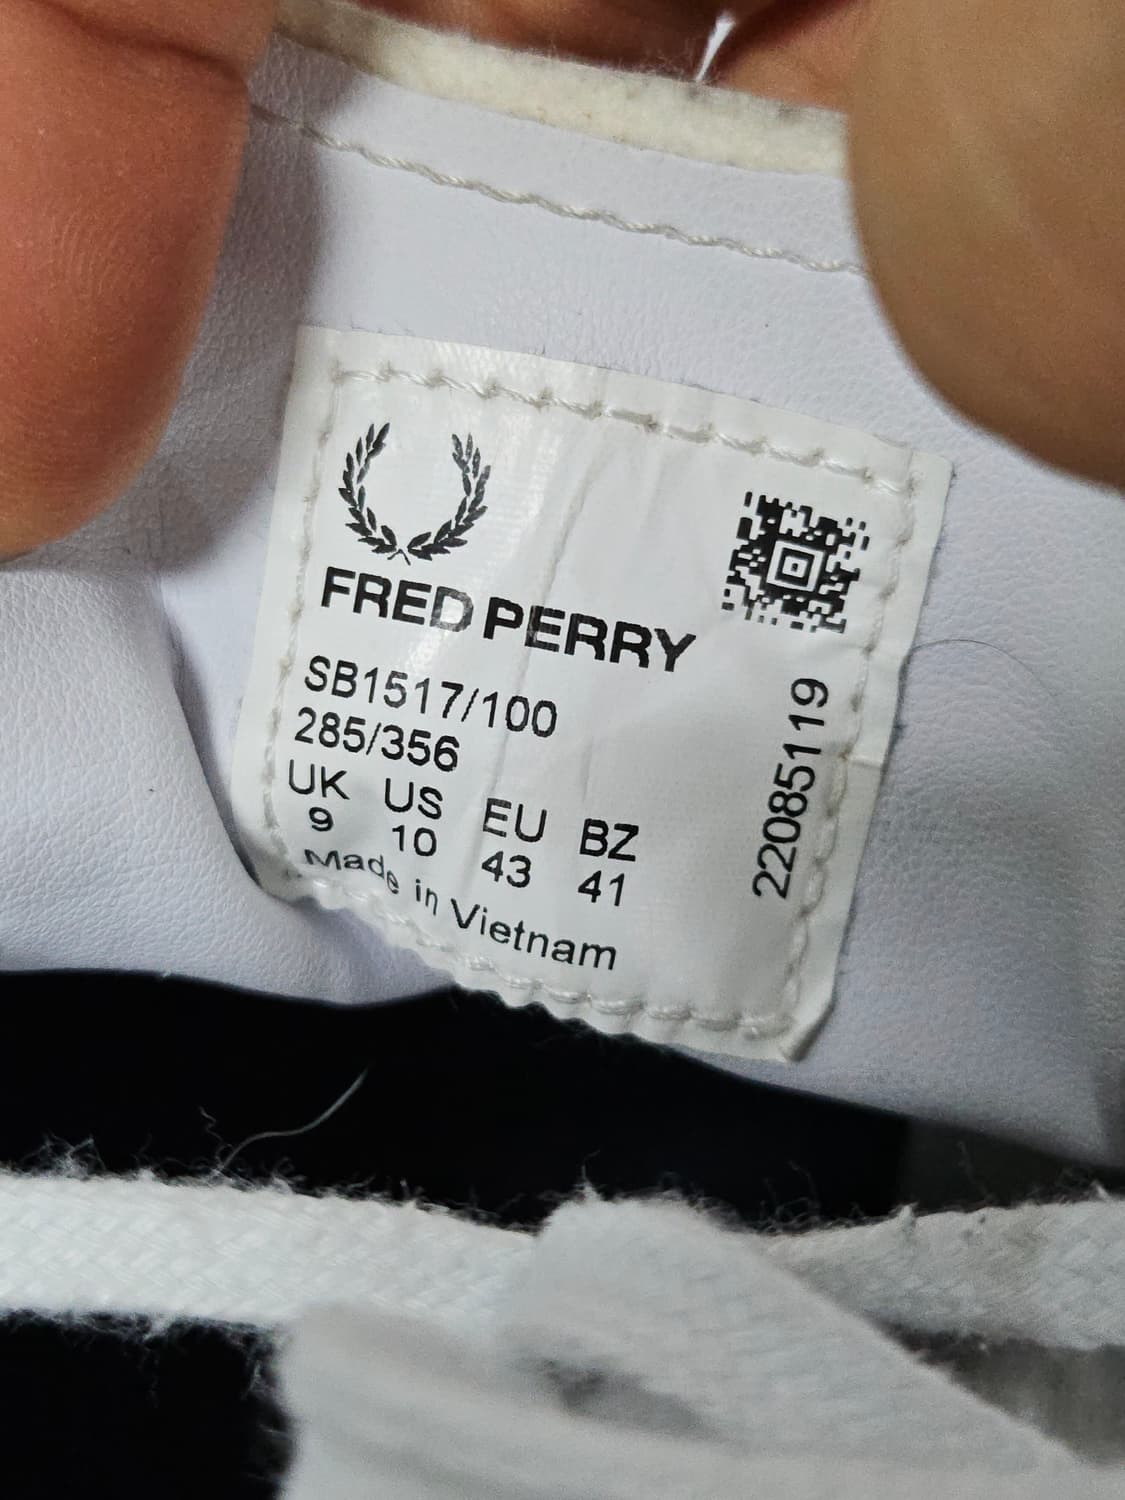 FRED PERRY
SB1517/100
285/356
UK US EU BZ
9 10 43 41
Made in Vietnam
22085119